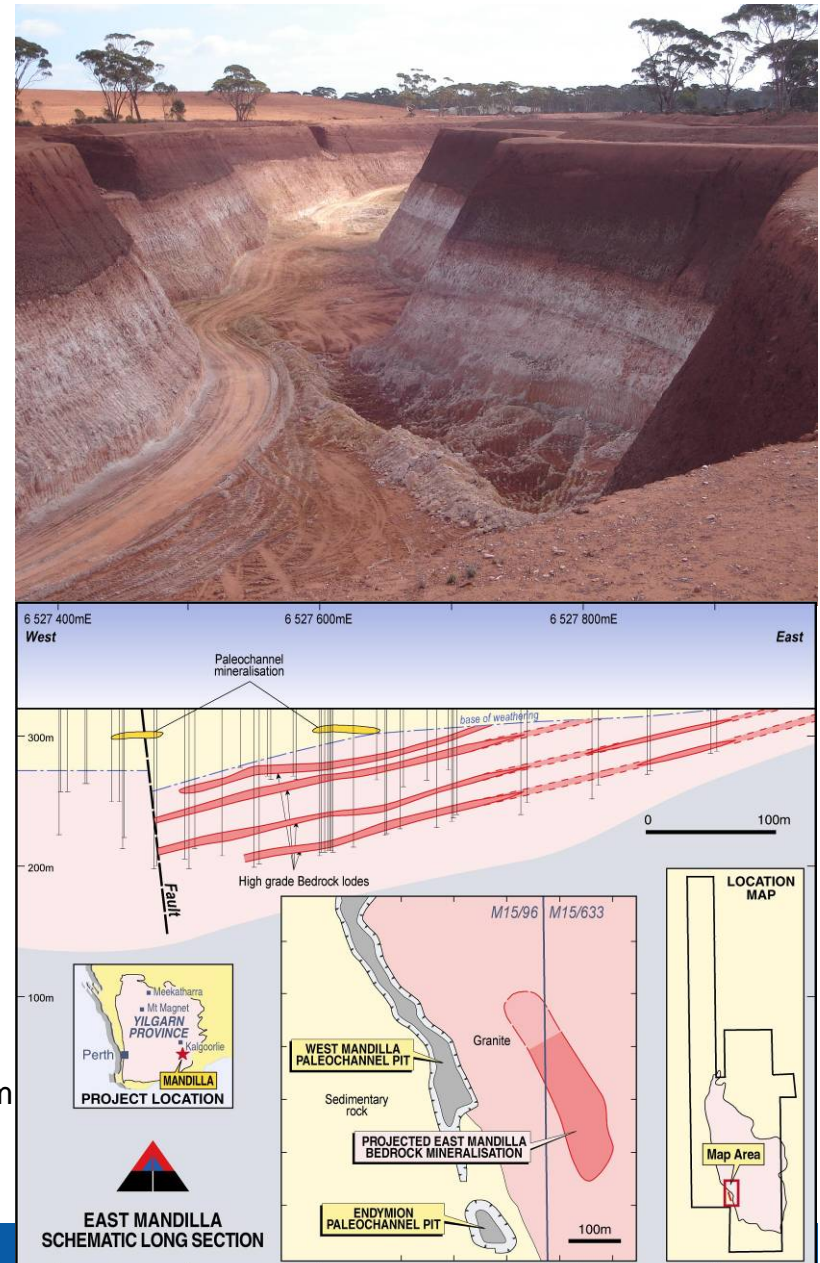 6 527 400mE
6 527 600mE
6 527 800mE
West
East
Paleochannel
mineralisation
base of weathering
300m
0
100m
200m
High grade Bedrock lodes
Fault
100m
Meekatharra
Mt Magnet
YILGARN
PROVINCE
Kalgoorlie
Perth
MANDILLA
PROJECT LOCATION
m
EAST MANDILLA
SCHEMATIC LONG SECTION
M15/96
M15/633
Granite
WEST MANDILLA
PALEOCHANNEL PIT
Sedimentary
rock
PROJECTED EAST MANDILLA
BEDROCK MINERALISATION
ENDYMION
PALEOCHANNEL PIT
100m
LOCATION
MAP
Map Area